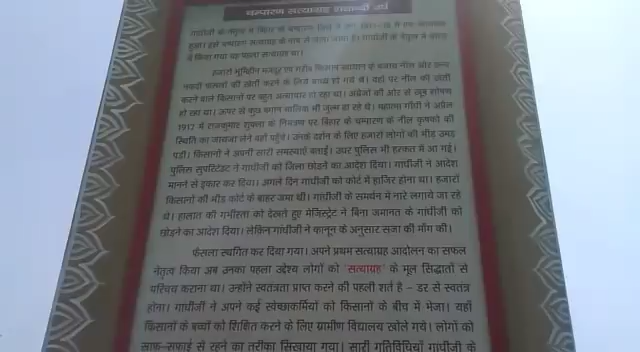 चम्पारण सत्याग्रह शताब्दी वर्ष
गांधीजी के नेतृत्व में बिहार के चम्पारण जिले में सन्
हुआ। इसे चम्पारण सत्याग्रह के नाम से जाना जाता है। गांधीजी के नेतृत्व में भारत
में किया गया यह पहला सत्याग्रह था।
हजारों भूमिहीन मजदूर एवं गरीब किसान खाद्यान के बजाय नील और अन्य
नकदी फसलों की खेती करने के लिये बाध्य हो गये थे। वहाँ पर नील की खेती
करने वाले किसानों पर बहुत अत्याचार हो रहा था। अंग्रेजों की ओर से खूब शोषण
हो रहा था। ऊपर से कुछ बगान मालिक भी जुल्म ढा रहे थे। महात्मा गाँधी ने अप्रैल
1917 में राजकुमार शुक्ला के निमंत्रण पर बिहार के चम्पारण के नील कृषकों की
स्थिति का जायजा लेने वहाँ पहुँचे। उनके दर्शन के लिए हजारों लोगों की भीड़ उमड़
पड़ी। किसानों ने अपनी सारी समस्याएँ बताईं। उधर पुलिस भी हरकत में आ गई।
पुलिस सुपरिटेंडेंट ने गांधीजी को जिला छोड़ने का आदेश दिया। गांधीजी ने आदेश
मानने से इंकार कर दिया। अगले दिन गांधीजी को कोर्ट में हाजिर होना था। हजारों
किसानों की भीड़ कोर्ट के बाहर जमा थी। गांधीजी के समर्थन में नारे लगाये जा रहे
थे। हालात की गंभीरता को देखते हुए मेजिस्ट्रेट ने बिना जमानत के गांधीजी को
छोड़ने का आदेश दिया। लेकिन गांधीजी ने कानून के अनुसार सजा की माँग की।
फैसला स्थगित कर दिया गया। अपने प्रथम सत्याग्रह आंदोलन का सफल
नेतृत्व किया अब उनका पहला उद्देश्य लोगों को 'सत्याग्रह' के मूल सिद्धातों से
परिचय कराना था। उन्होंने स्वतंत्रता प्राप्त करने की पहली शर्त है - डर से स्वतंत्र
होना। गांधीजी ने अपने कई स्वेच्छाकर्मियों को किसानों के बीच में भेजा। यहाँ
किसानों के बच्चों को शिक्षित करने के लिए ग्रामीण विद्यालय खोले गये। लोगों को
साफ-सफाई से रहने का तरीका सिखाया गया। सारी गतिविधियाँ गांधीजी के